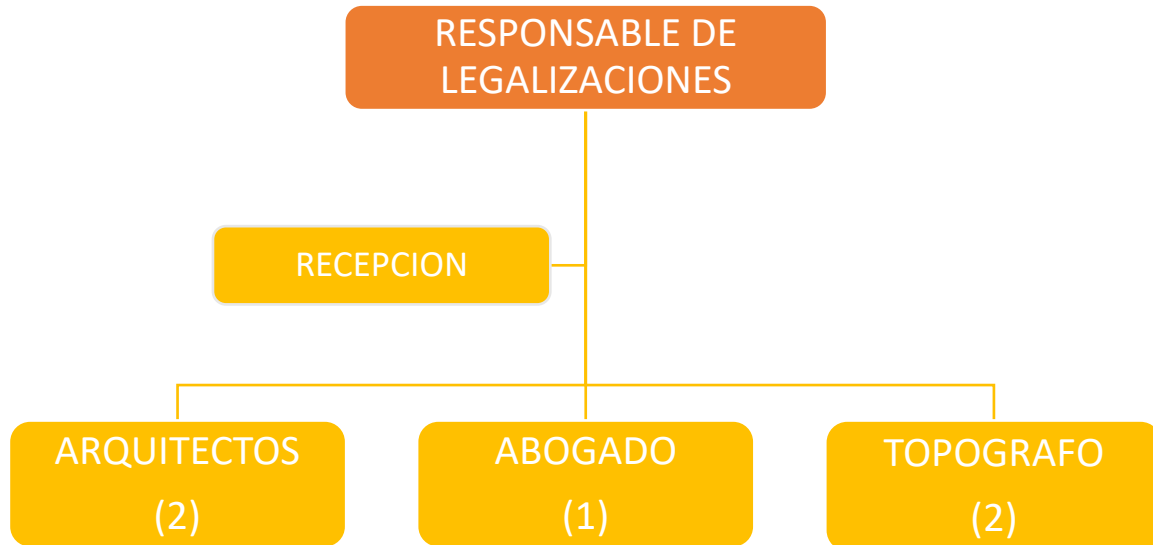 RESPONSABLE DE
LEGALIZACIONES
RECEPCION
ARQUITECTOS
(2)
ABOGADO
(1)
TOPOGRAFO
(2)